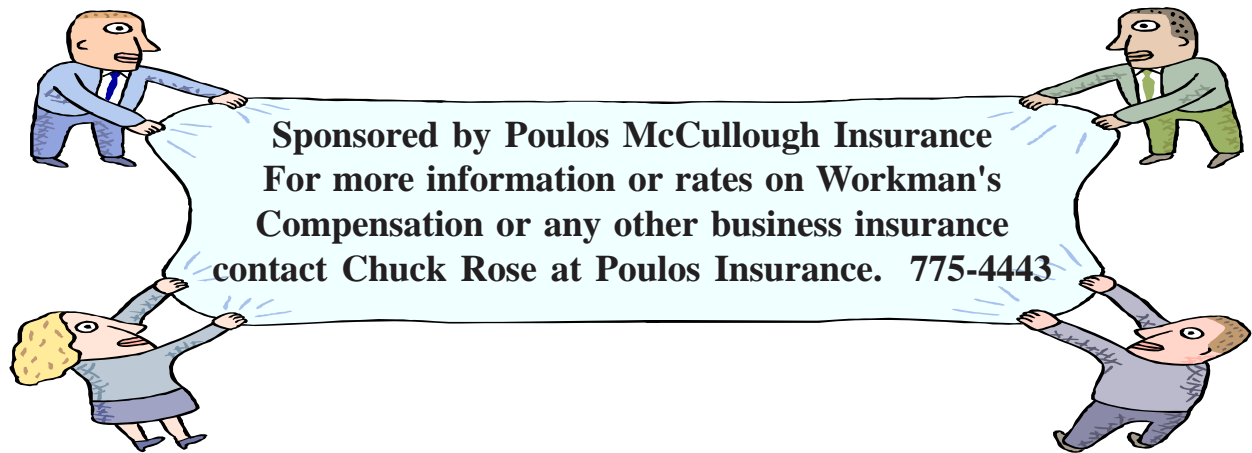 Sponsored by Poulos McCullough Insurance
For more information or rates on Workman's
Compensation or any other business insurance
contact Chuck Rose at Poulos Insurance.  775-4443